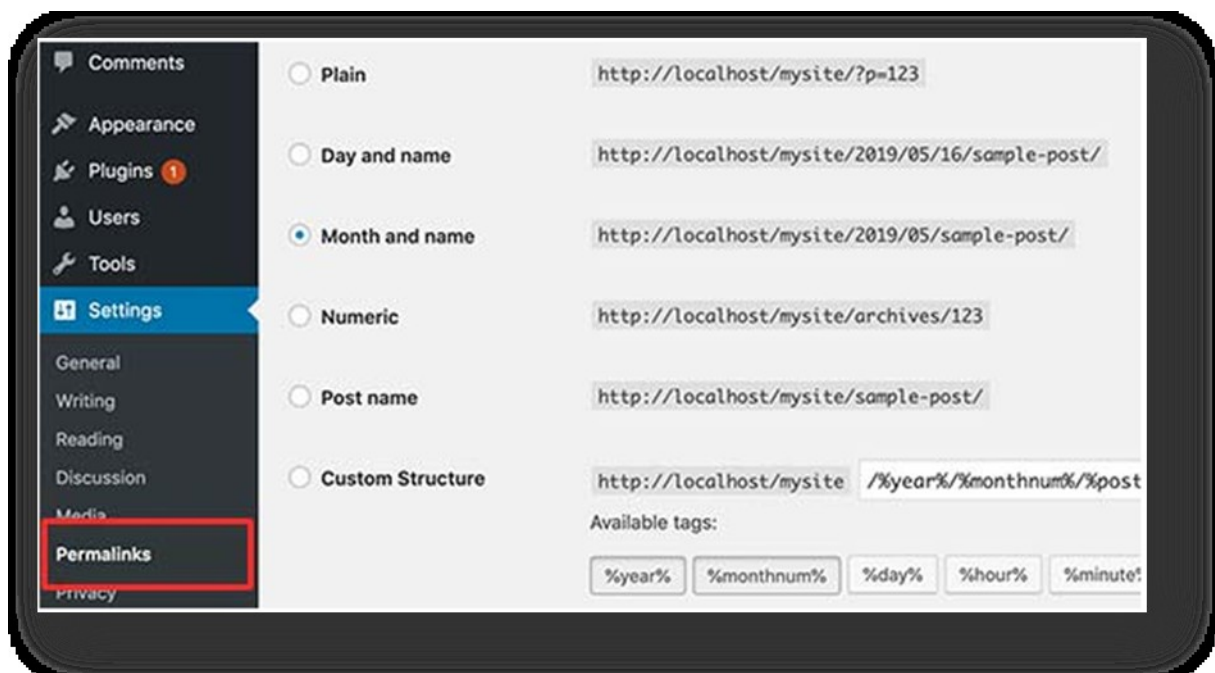 Comments
Appearance
Plugins 1
Users
Tools
Settings
General
Writing
Reading
Discussion
Media
Permalinks
Privacy
Plain http://localhost/mysite/?p=123
Day and name http://localhost/mysite/2019/05/16/sample-post/
Month and name http://localhost/mysite/2019/05/sample-post/
Numeric http://localhost/mysite/archives/123
Post name http://localhost/mysite/sample-post/
Custom Structure http://localhost/mysite /%year%/%monthnum%/%post
Available tags:
%year% %monthnum% %day% %hour% %minute%